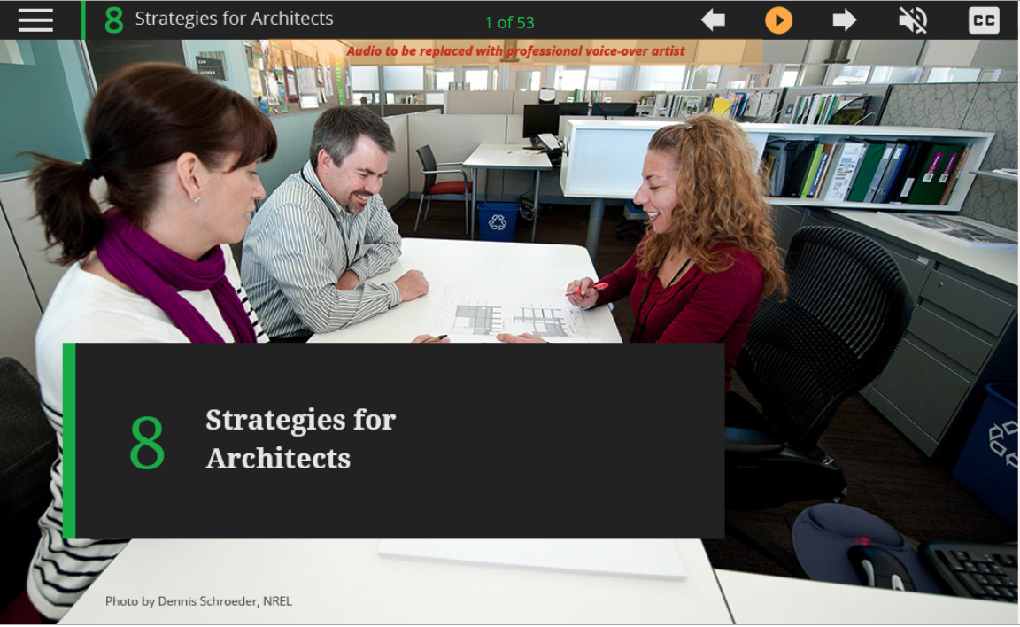 8 Strategies for Architects 1 of 53 CC
Audio to be replaced with professional voice-over artist
8
Strategies for
Architects
Photo by Dennis Schroeder, NREL